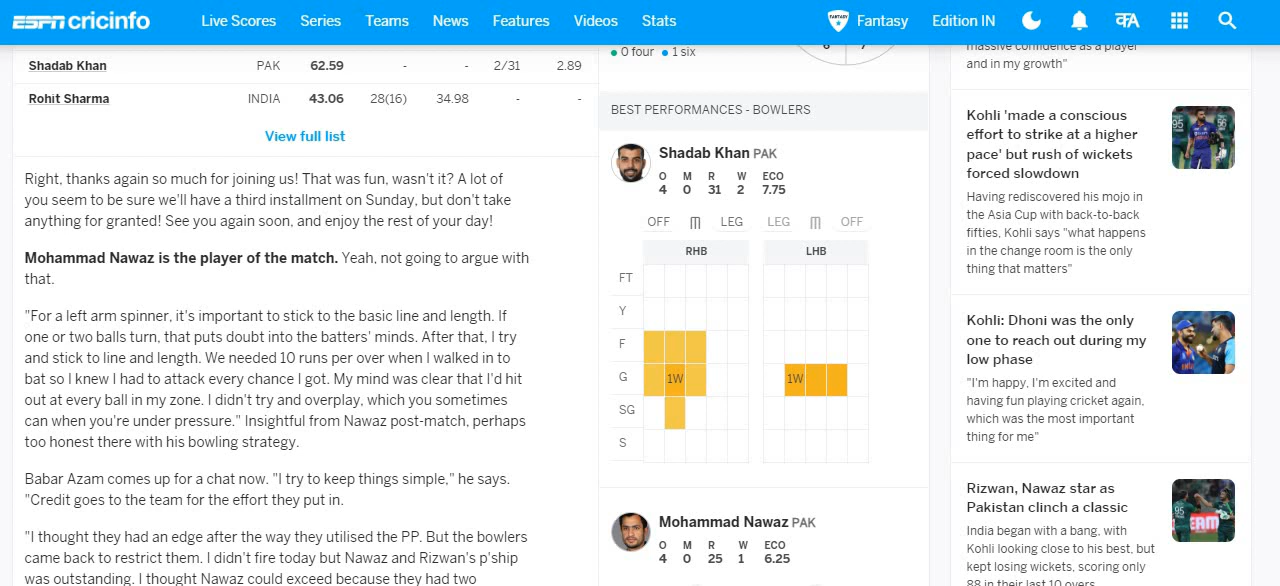 ESPN cricinfo Live Scores Series Teams News Features Videos Stats Fantasy Edition IN
Shadab Khan PAK 62.59 - - 2/31 2.89
Rohit Sharma INDIA 43.06 28(16) 34.98 - -
View full list
Right, thanks again so much for joining us! That was fun, wasn't it? A lot of
you seem to be sure we'll have a third installment on Sunday, but don't take
anything for granted! See you again soon, and enjoy the rest of your day!
Mohammad Nawaz is the player of the match. Yeah, not going to argue with
that.
"For a left arm spinner, it's important to stick to the basic line and length. If
one or two balls turn, that puts doubt into the batters' minds. After that, I try
and stick to line and length. We needed 10 runs per over when I walked in to
bat so I knew I had to attack every chance I got. My mind was clear that I'd hit
out at every ball in my zone. I didn't try and overplay, which you sometimes
can when you're under pressure." Insightful from Nawaz post-match, perhaps
too honest there with his bowling strategy.
Babar Azam comes up for a chat now. "I try to keep things simple," he says.
"Credit goes to the team for the effort they put in.
"I thought they had an edge after the way they utilised the PP. But the bowlers
came back to restrict them. I didn't fire today but Nawaz and Rizwan's p'ship
was outstanding. I thought Nawaz could exceed because they had two
0 four 1 six
BEST PERFORMANCES - BOWLERS
Shadab Khan PAK
O M R W ECO
4 0 31 2 7.75
OFF LEG LEG OFF
RHB LHB
FT
Y
F
G 1W 1W
SG
S
Mohammad Nawaz PAK
O M R W ECO
4 0 25 1 6.25
massive confidence as a player
and in my growth"
Kohli 'made a conscious
effort to strike at a higher
pace' but rush of wickets
forced slowdown
Having rediscovered his mojo in
the Asia Cup with back-to-back
fifties, Kohli says "what happens
in the change room is the only
thing that matters"
Kohli: Dhoni was the only
one to reach out during my
low phase
"I'm happy, I'm excited and
having fun playing cricket again,
which was the most important
thing for me"
Rizwan, Nawaz star as
Pakistan clinch a classic
India began with a bang, with
Kohli looking close to his best, but
kept losing wickets, scoring only
88 in their last 10 overs